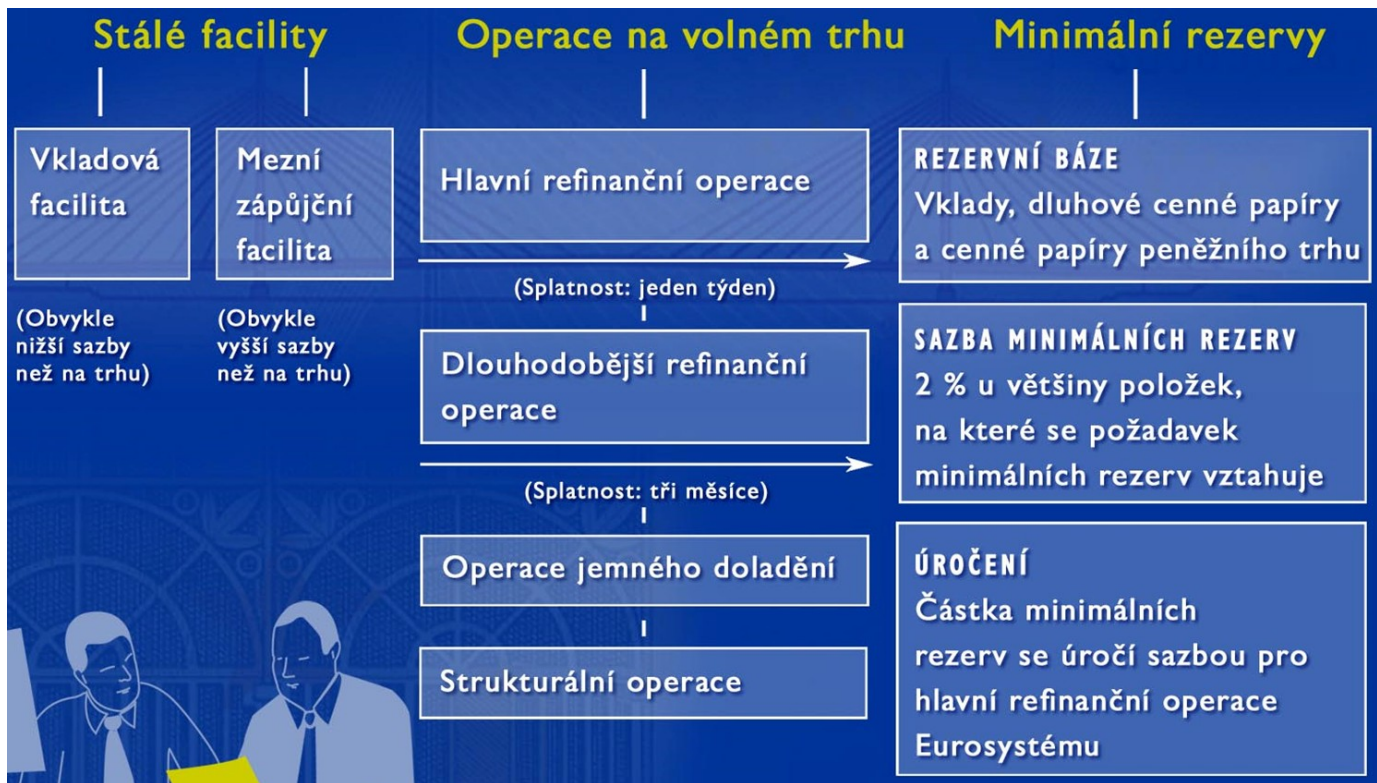 Stálé facility
Vkladová
facilita
(Obvykle
nižší sazby
než na trhu)
Mezní
zápůjční
facilita
(Obvykle
vyšší sazby
než na trhu)
Operace na volném trhu
Hlavní refinanční operace
(Splatnost: jeden týden)
Dlouhodobější refinanční
operace
(Splatnost: tři měsíce)
Operace jemného doladění
Strukturální operace
Minimální rezervy
REZERVNÍ BÁZE
Vklady, dluhové cenné papíry
a cenné papíry peněžního trhu
SAZBA MINIMÁLNÍCH REZERV
2 % u většiny položek,
na které se požadavek
minimálních rezerv vztahuje
ÚROČENÍ
Částka minimálních
rezerv se úročí sazbou pro
hlavní refinanční operace
Eurosystému